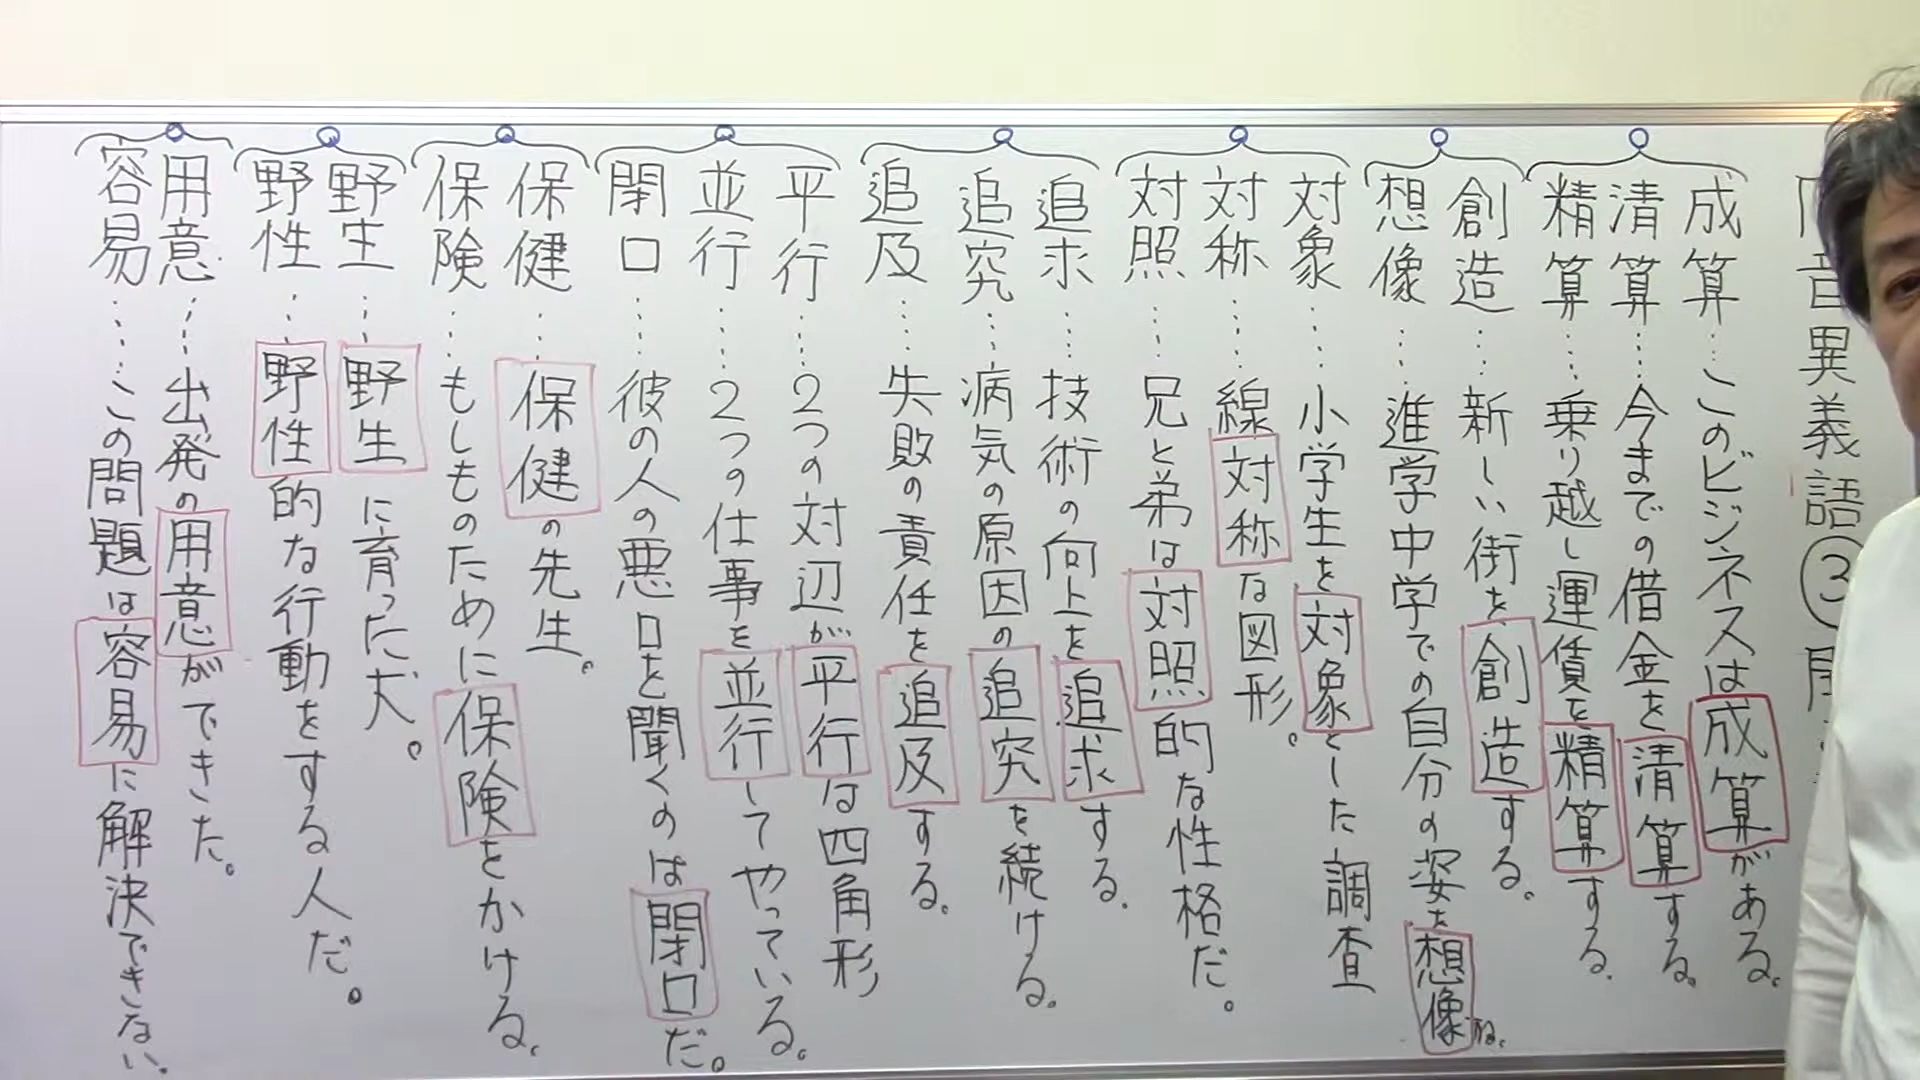 音異義語③
成算……このビジネスは成算がある。
清算……今までの借金を清算する。
精算……乗り越し運賃を精算する。
創造……新しい街を創造する。
想像……進学中学での自分の姿を想像する。
対象……小学生を対象とした調査
対称……線対称な図形。
対照……兄と弟は対照的な性格だ。
追求……技術の向上を追求する。
追究……病気の原因の追究を続ける。
追及……失敗の責任を追及する。
平行……2つの対辺が平行な四角形
並行……2つの仕事を並行してやっている。
閉口……彼の人の悪口を聞くのは閉口だ。
保健……保健の先生。
保険……もしものために保険をかける。
野生……野生に育った犬。
野性……野性的な行動をする人だ。
用意……出発の用意ができた。
容易……この問題は容易に解決できない。